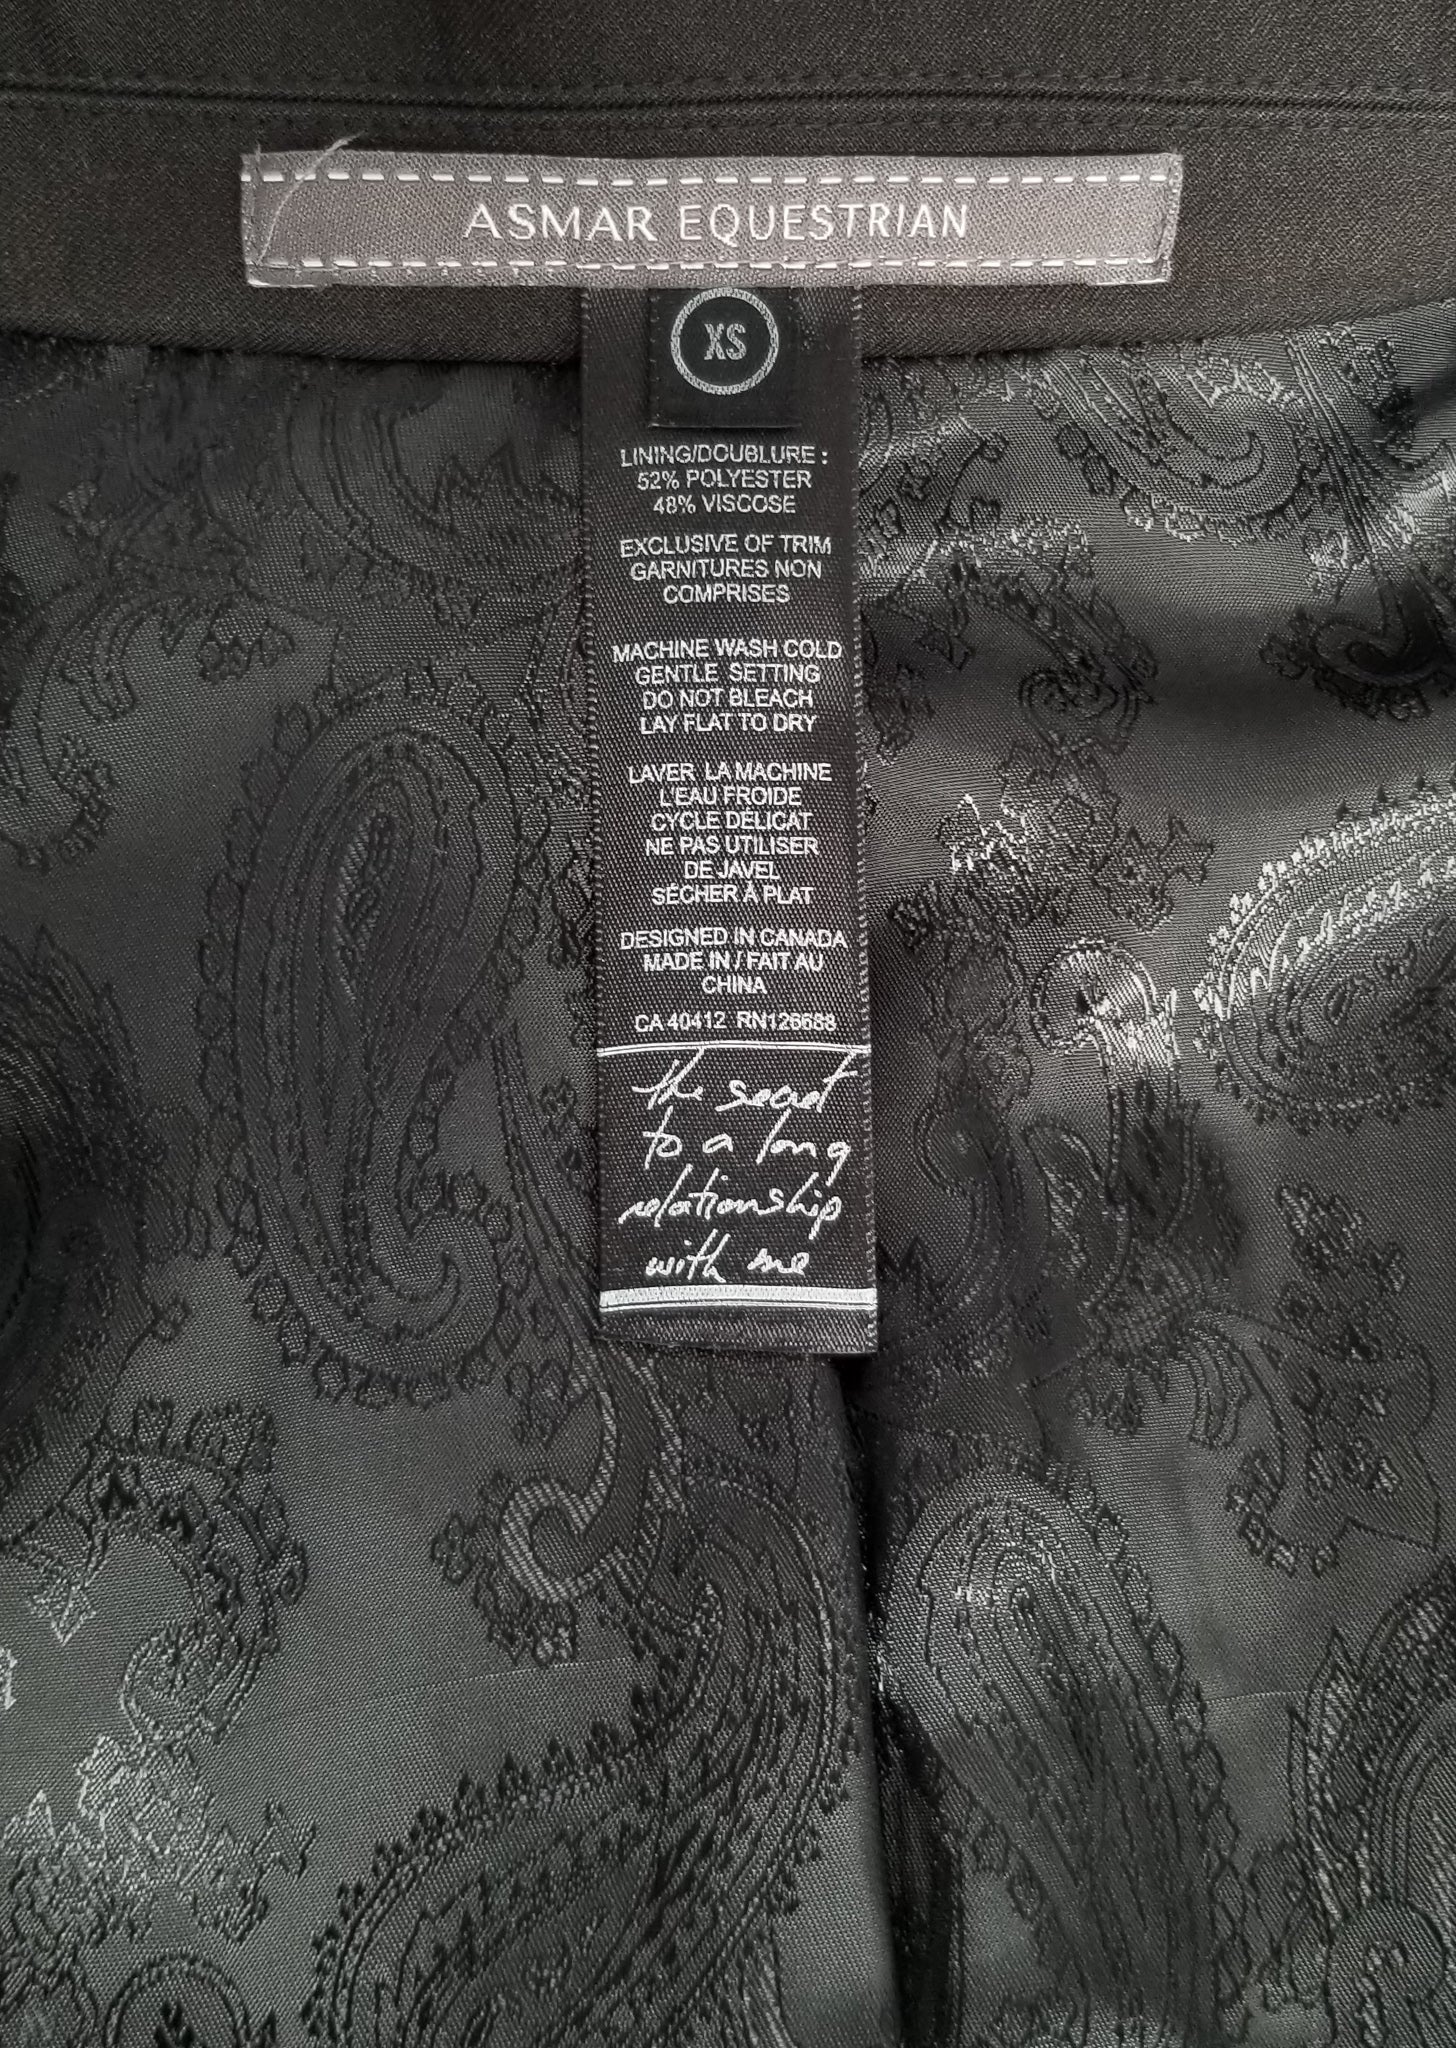 ASMAR EQUESTRIAN
XS
LINING/DOUBLURE :
52% POLYESTER
48% VISCOSE
EXCLUSIVE OF TRIM
GARNITURES NON
COMPRISES
MACHINE WASH COLD
GENTLE SETTING
DO NOT BLEACH
LAY FLAT TO DRY
LAVER LA MACHINE
L'EAU FROIDE
CYCLE DÉLICAT
NE PAS UTILISER
DE JAVEL
SÉCHER À PLAT
DESIGNED IN CANADA
MADE IN / FAIT AU
CHINA
CA 40412 RN126688
the secret
to a long
relationship
with me